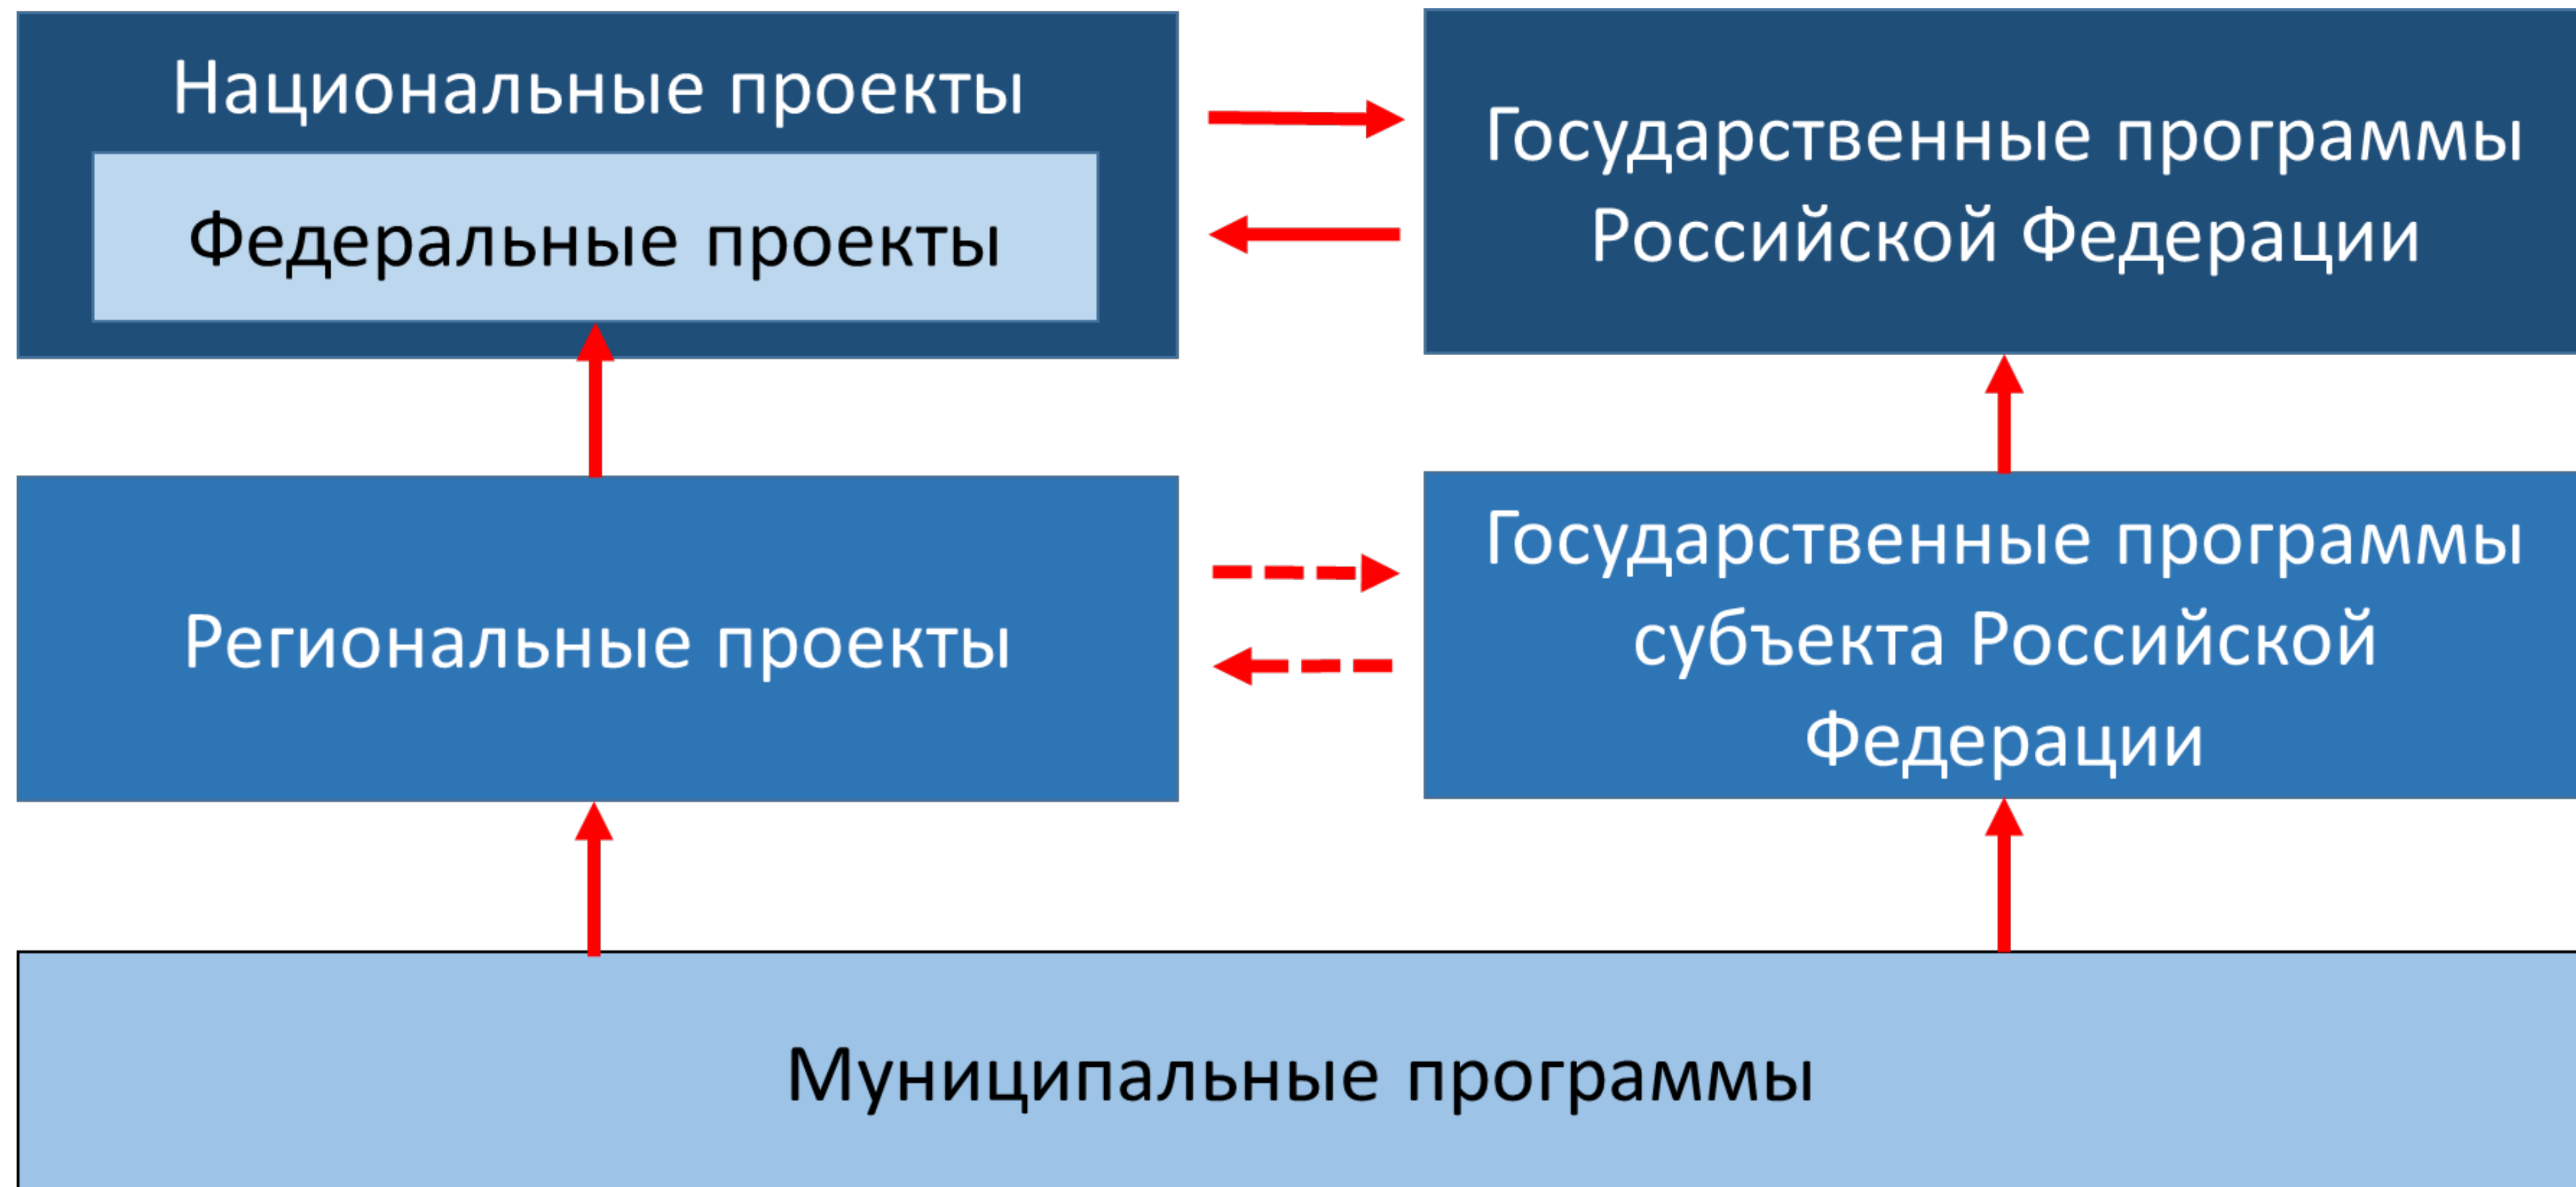 Национальные проекты
Федеральные проекты
Государственные программы
Российской Федерации
Региональные проекты
Государственные программы
субъекта Российской
Федерации
Муниципальные программы